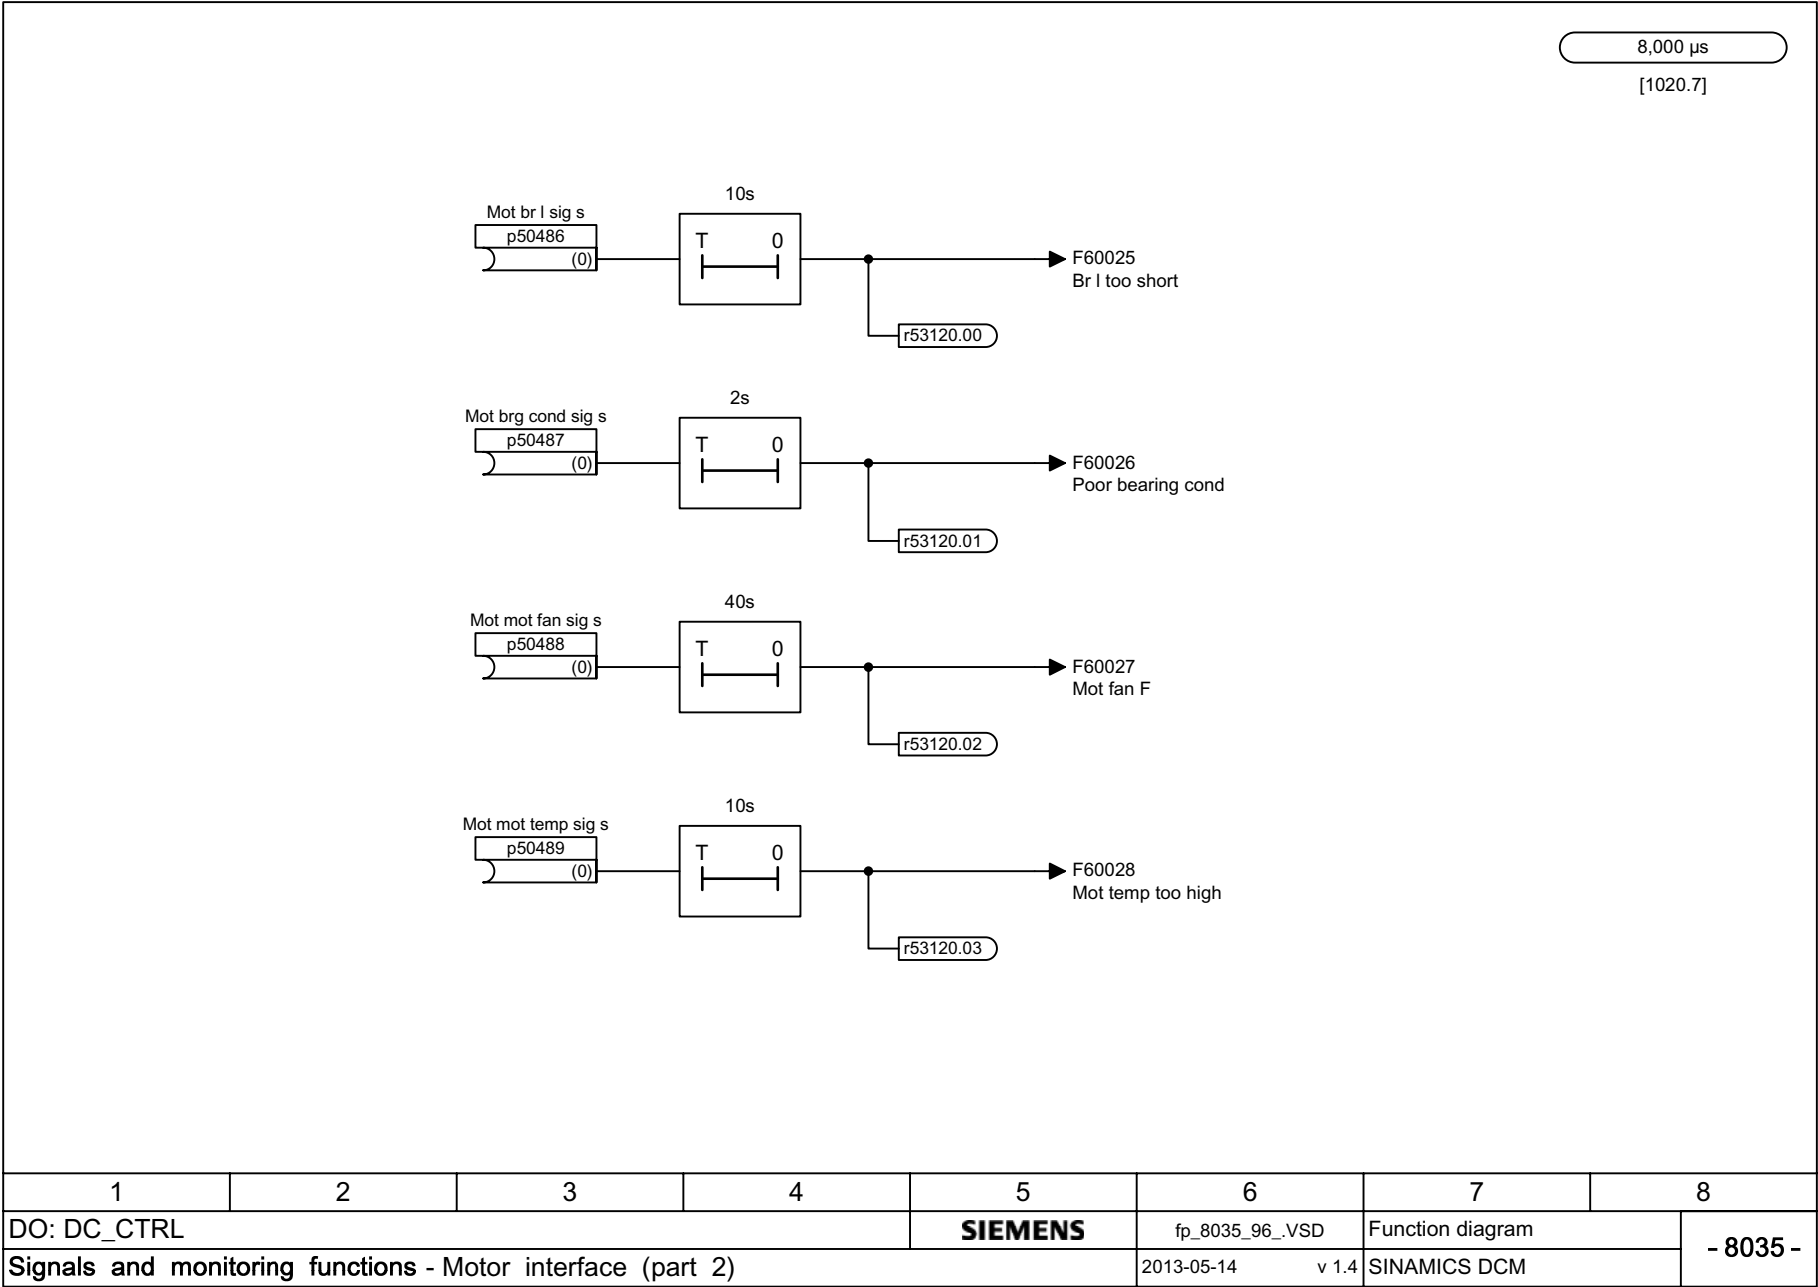 8,000 µs
[1020.7]
10s
Mot br l sig s
p50486
(0)
T 0
F60025
Br l too short
r53120.00
2s
Mot brg cond sig s
p50487
(0)
T 0
F60026
Poor bearing cond
r53120.01
40s
Mot mot fan sig s
p50488
(0)
T 0
F60027
Mot fan F
r53120.02
10s
Mot mot temp sig s
p50489
(0)
T 0
F60028
Mot temp too high
r53120.03
1 2 3 4 5 6 7 8
DO: DC_CTRL SIEMENS fp_8035_96_.VSD Function diagram
- 8035 -
Signals and monitoring functions - Motor interface (part 2) 2013-05-14 v 1.4 SINAMICS DCM